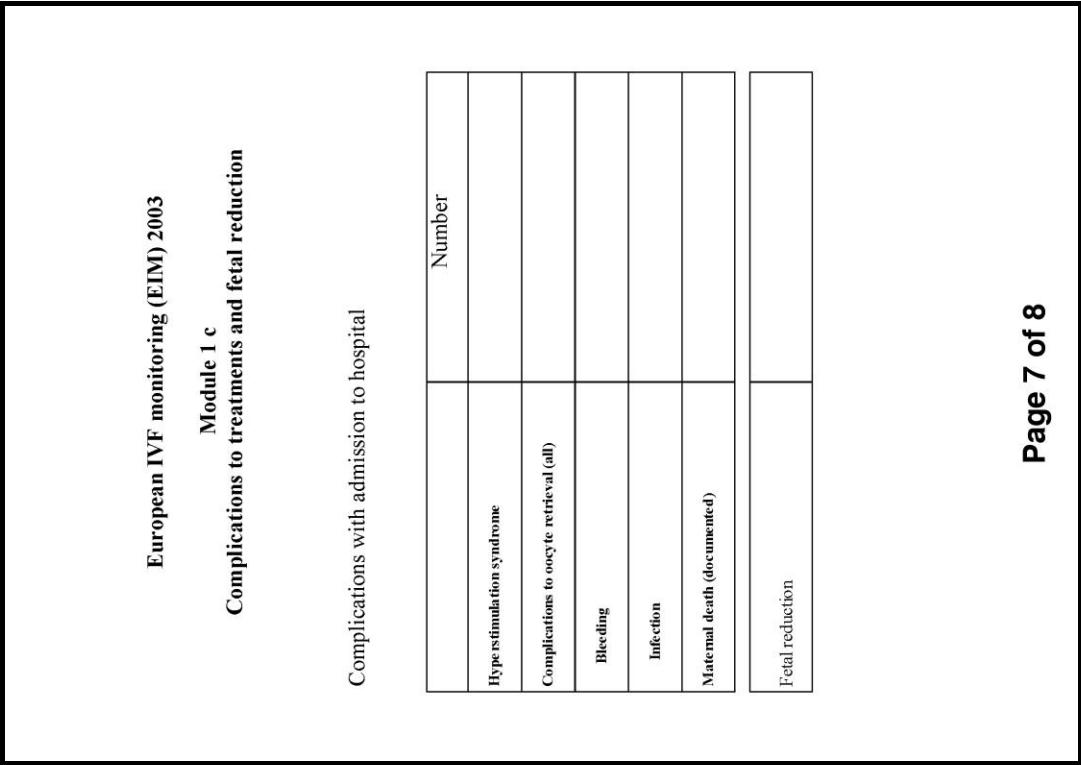 European IVF monitoring (EIM) 2003
Module 1 c
Complications to treatments and fetal reduction
Complications with admission to hospital
Number
Hyperstimulation syndrome
Complications to oocyte retrieval (all)
Bleeding
Infection
Maternal death (documented)
Fetal reduction
Page 7 of 8